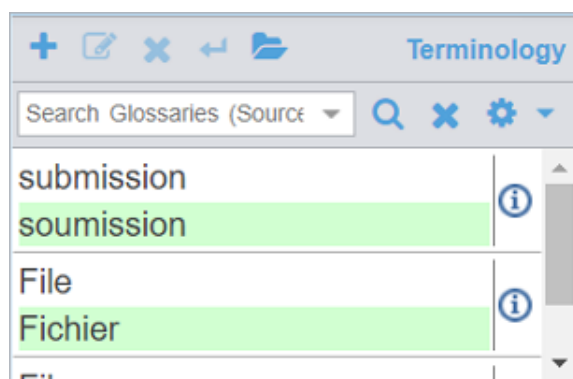 Terminology
Search Glossaries (Source
submission
soumission
File
Fichier